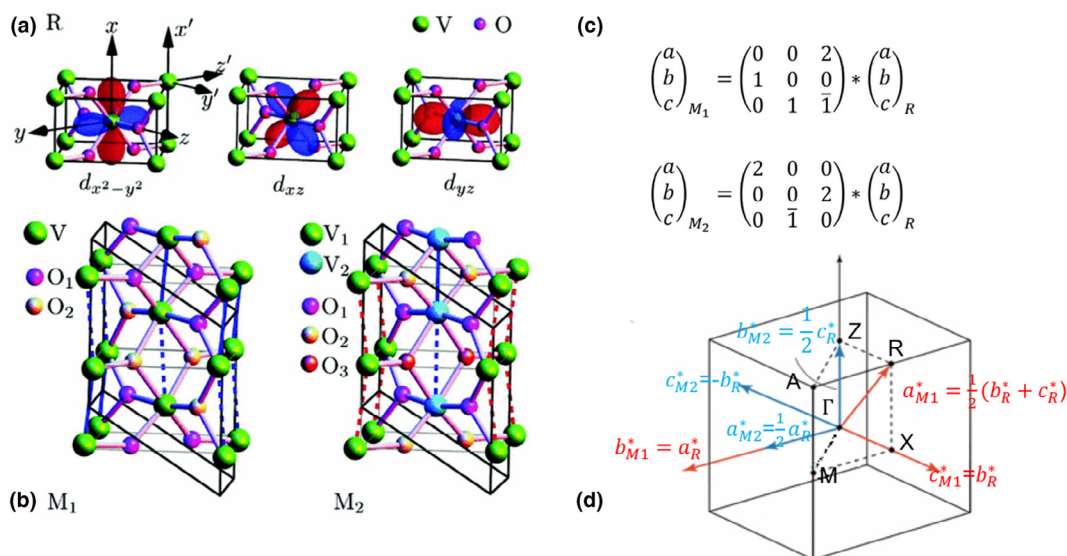 (a) R
V O
x x' z' y' y z
d_{x²−y²} d_{xz} d_{yz}
V
O₁
O₂
V₁
V₂
O₁
O₂
O₃
(b) M₁ M₂
(c)
(a b c)_{M₁} = (0 0 2; 1 0 0; 0 1 1̄) * (a b c)_R
(a b c)_{M₂} = (2 0 0; 0 0 2; 0 1̄ 0) * (a b c)_R
b*_{M2} = 1/2 c*_R Z
R
A
c*_{M2}=-b*_R
a*_{M1} = 1/2 (b*_R + c*_R)
Γ
a*_{M2} = 1/2 a*_R
b*_{M1} = a*_R
X
M
c*_{M1} = b*_R
(d)